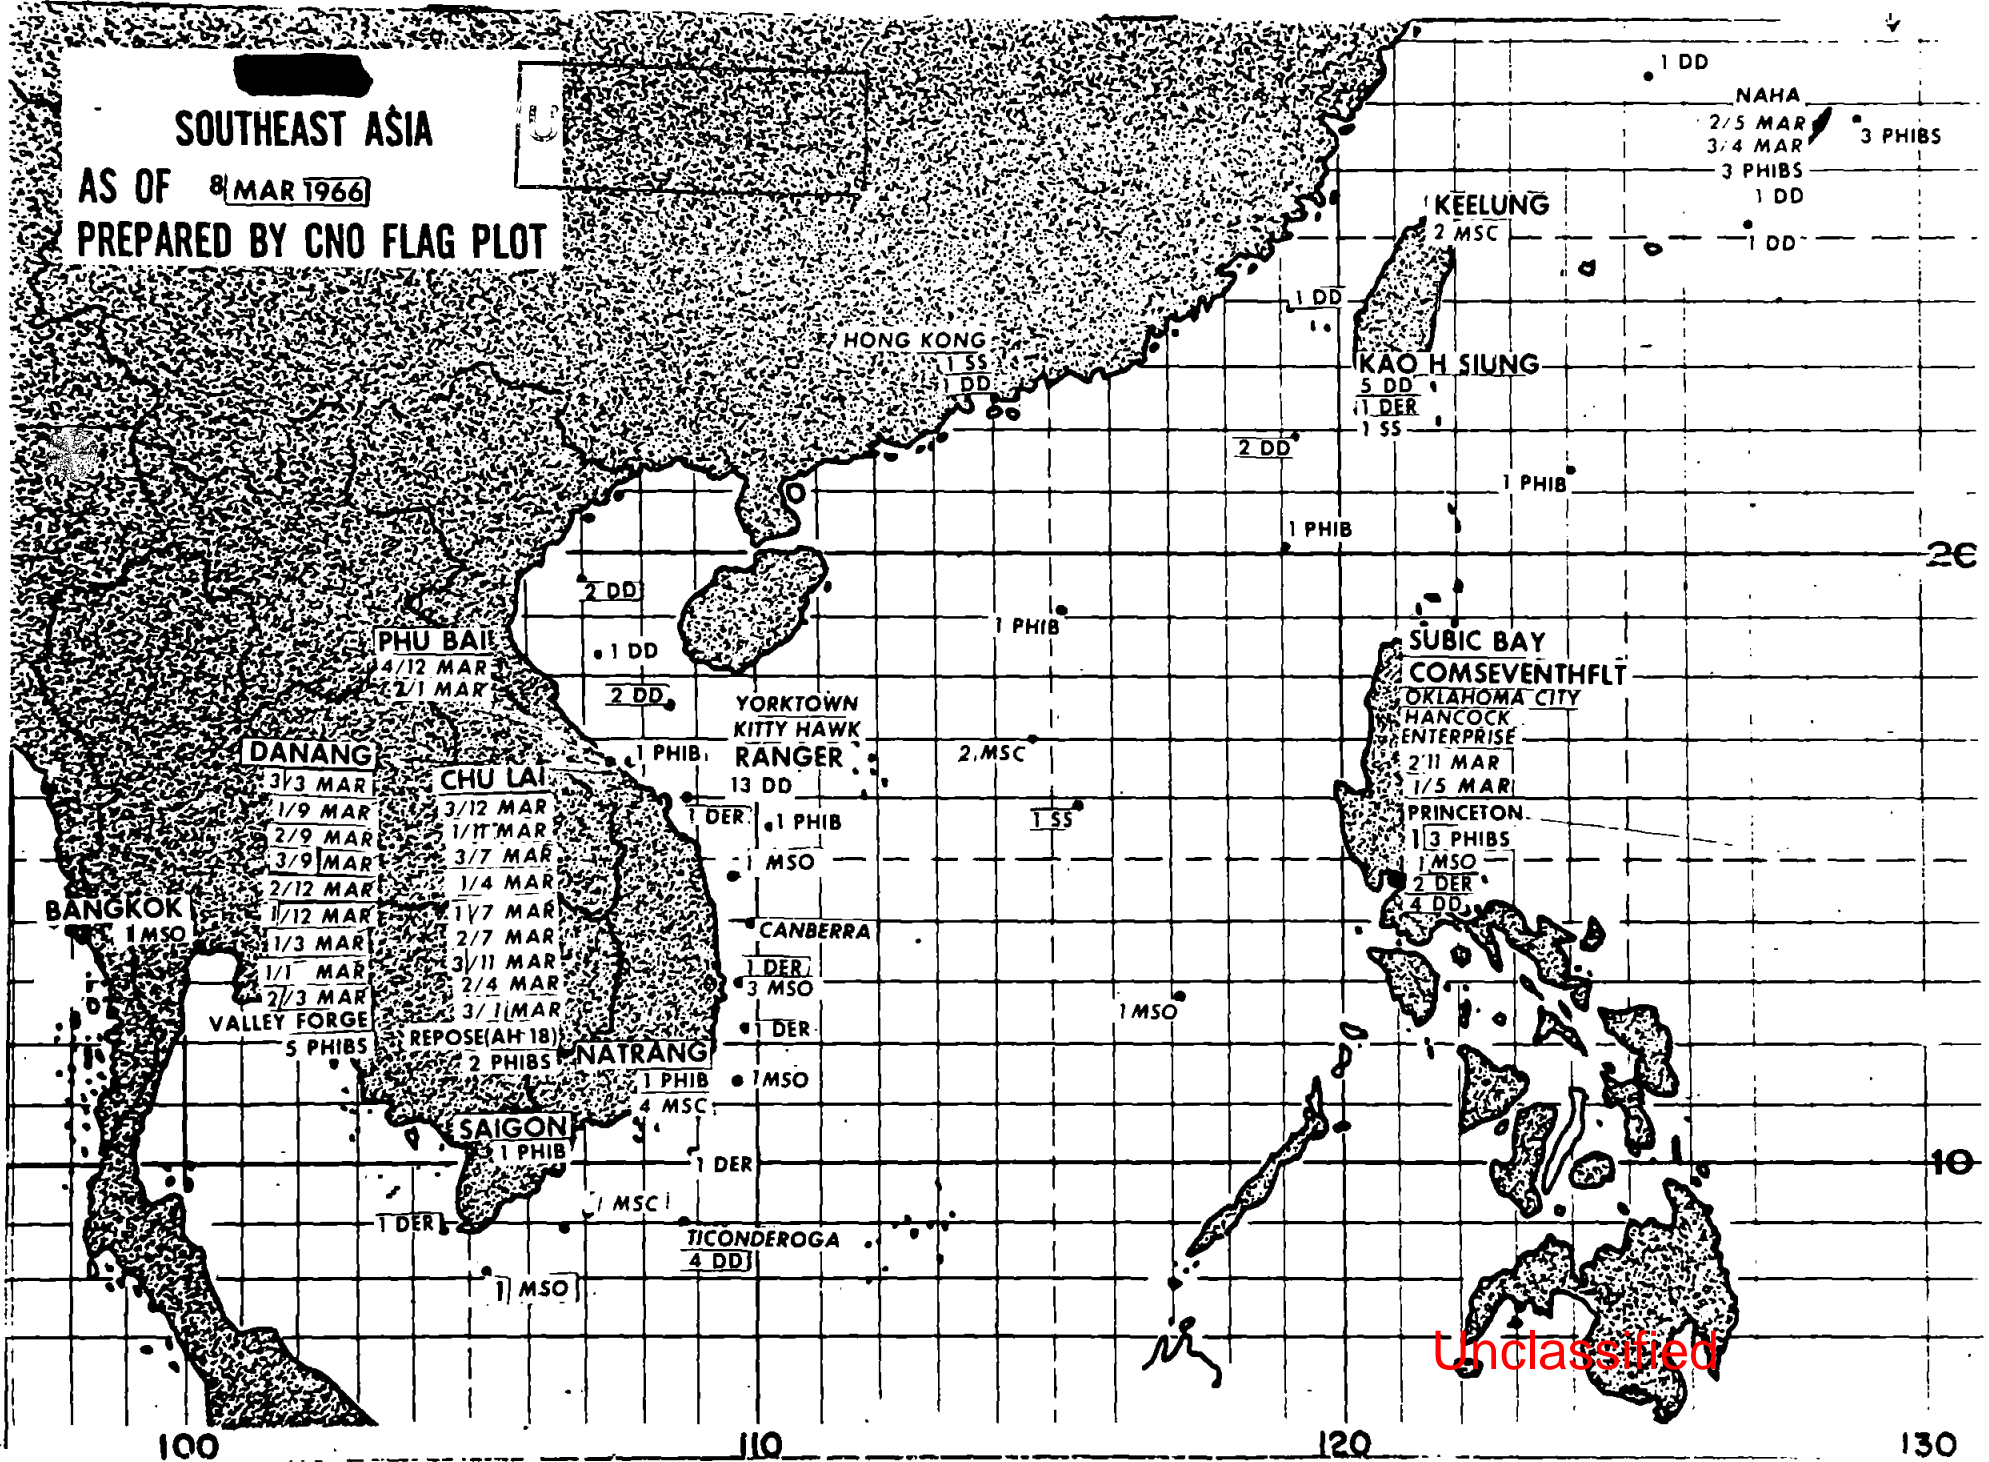 SOUTHEAST ASIA
AS OF 8 MAR 1966
PREPARED BY CNO FLAG PLOT
1 DD
NAHA
2/5 MAR
3/4 MAR
3 PHIBS
1 DD
3 PHIBS
1 DD
KEELUNG
2 MSC
1 DD
HONG KONG
1 SS
1 DD
KAO H SIUNG
5 DD
1 DER
1 SS
2 DD
1 PHIB
1 PHIB
20
2 DD
1 PHIB
1 DD
2 DD
PHU BAI
4/12 MAR
2/1 MAR
YORKTOWN
KITTY HAWK
RANGER
13 DD
1 PHIB
2 MSC
SUBIC BAY
COMSEVENTHFLT
OKLAHOMA CITY
HANCOCK
ENTERPRISE
2 11 MAR
1/5 MAR
PRINCETON
1 3 PHIBS
1 MSO
2 DER
4 DD
DANANG
3/3 MAR
1/9 MAR
2/9 MAR
3/9 MAR
2/12 MAR
1/12 MAR
1/3 MAR
1/1 MAR
2/3 MAR
VALLEY FORGE
5 PHIBS
CHU LAI
3/12 MAR
1/11 MAR
3/7 MAR
1/4 MAR
1/7 MAR
2/7 MAR
3/11 MAR
2/4 MAR
3/1 MAR
REPOSE(AH 18)
2 PHIBS
1 DER
1 PHIB
1 SS
1 MSO
BANGKOK
1 MSO
CANBERRA
1 DER
3 MSO
1 MSO
1 DER
NATRANG
1 PHIB
4 MSC
1 MSO
SAIGON
1 PHIB
1 DER
10
1 MSC
1 DER
TICONDEROGA
4 DD
1 MSO
Unclassified
100
110
120
130